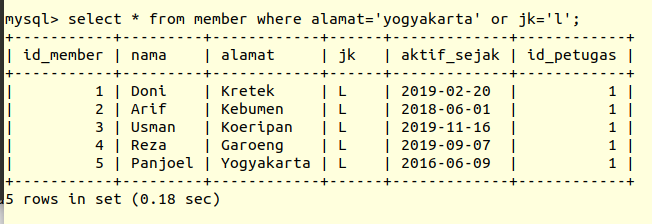 mysql> select * from member where alamat='yogyakarta' or jk='l';
+-----------+---------+------------+------+-------------+------------+
| id_member | nama    | alamat     | jk   | aktif_sejak | id_petugas |
+-----------+---------+------------+------+-------------+------------+
|         1 | Doni    | Kretek     | L    | 2019-02-20  |          1 |
|         2 | Arif    | Kebumen    | L    | 2018-06-01  |          1 |
|         3 | Usman   | Koeripan   | L    | 2019-11-16  |          1 |
|         4 | Reza    | Garoeng    | L    | 2019-09-07  |          1 |
|         5 | Panjoel | Yogyakarta | L    | 2016-06-09  |          1 |
+-----------+---------+------------+------+-------------+------------+
5 rows in set (0.18 sec)